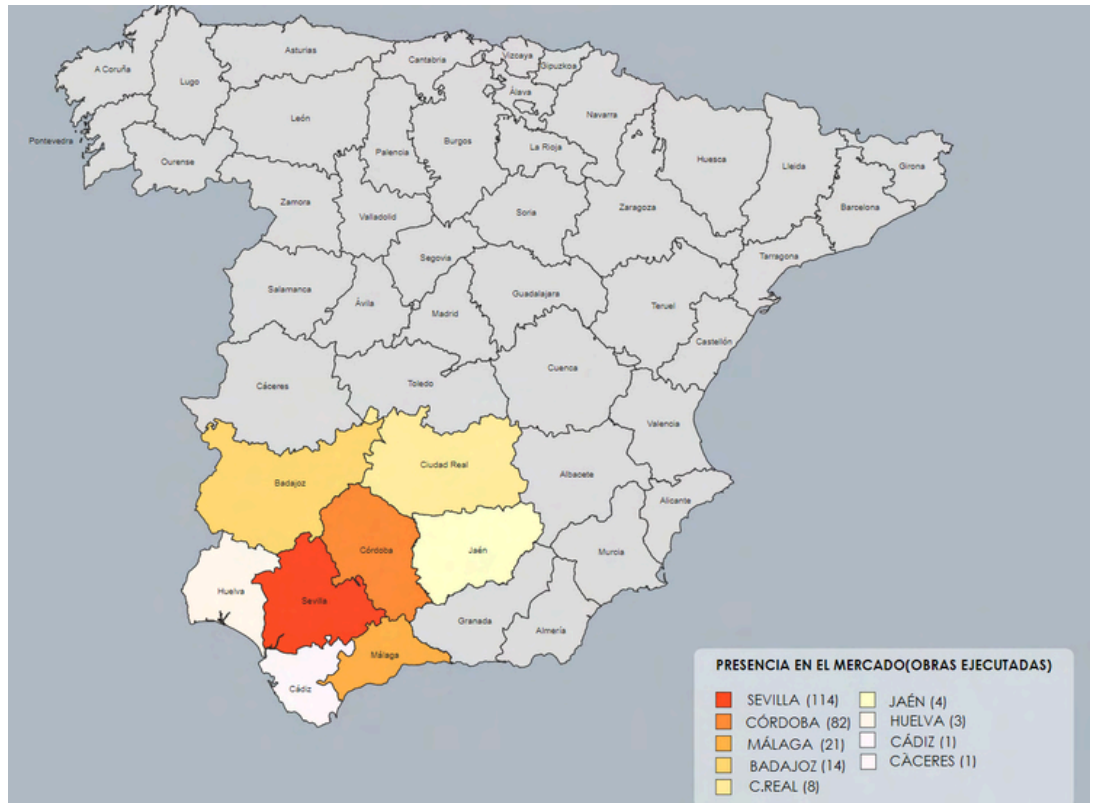 Asturias
Cantabria
Vizcaya
Gipuzkoa
A Coruña
Lugo
Álava
Navarra
León
Burgos
La Rioja
Palencia
Huesca
Lleida
Girona
Pontevedra
Ourense
Zamora
Valladolid
Soria
Zaragoza
Barcelona
Segovia
Tarragona
Salamanca
Ávila
Madrid
Guadalajara
Teruel
Castellón
Cáceres
Toledo
Cuenca
Valencia
Badajoz
Ciudad Real
Albacete
Alicante
Córdoba
Jaén
Murcia
Huelva
Sevilla
Granada
Almería
Málaga
Cádiz
PRESENCIA EN EL MERCADO(OBRAS EJECUTADAS)
SEVILLA (114)
CÓRDOBA (82)
MÁLAGA (21)
BADAJOZ (14)
C.REAL (8)
JAÉN (4)
HUELVA (3)
CÁDIZ (1)
CÀCERES (1)